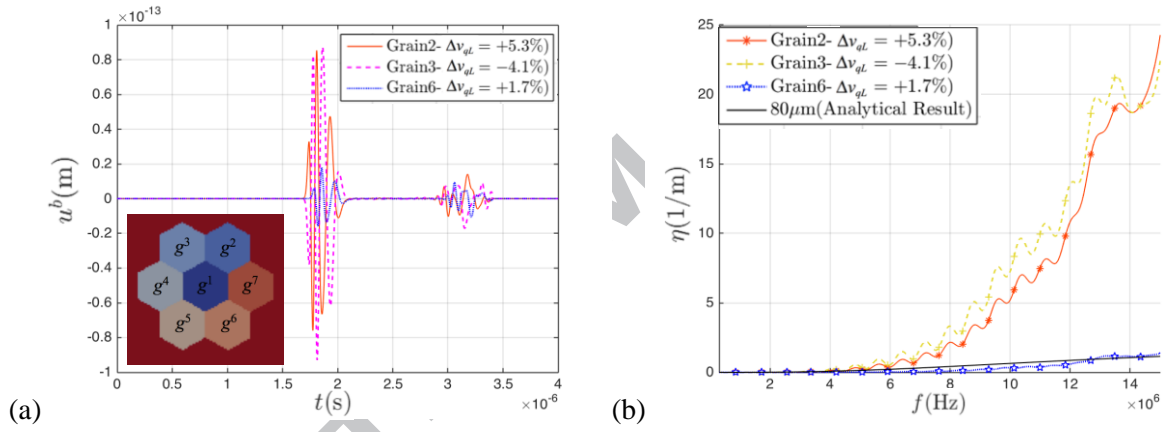 ×10⁻¹³
1
0.8
0.6
0.4
0.2
0
-0.2
-0.4
-0.6
-0.8
-1
uᵇ(m)
Grain2- Δv_qL = +5.3%)
Grain3- Δv_qL = −4.1%)
Grain6- Δv_qL = +1.7%)
g³ g²
g⁴ g¹ g⁷
g⁵ g⁶
0 0.5 1 1.5 2 2.5 3 3.5 4
t(s)
×10⁻⁶
(a)
25
20
15
10
5
0
η(1/m)
Grain2- Δv_qL = +5.3%)
Grain3- Δv_qL = −4.1%)
Grain6- Δv_qL = +1.7%)
80μm(Analytical Result)
2 4 6 8 10 12 14
f(Hz)
×10⁶
(b)